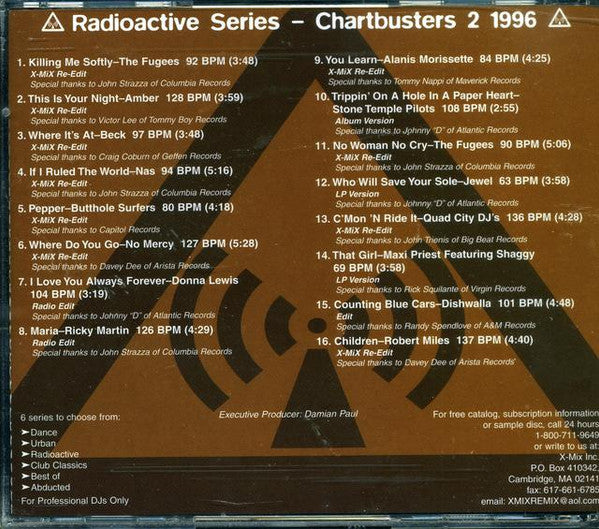 Radioactive Series – Chartbusters 2 1996
1. Killing Me Softly–The Fugees 92 BPM (3:48)
X-MiX Re-Edit
Special thanks to John Strazza of Columbia Records
2. This Is Your Night–Amber 128 BPM (3:59)
X-MiX Re-Edit
Special thanks to Victor Lee of Tommy Boy Records
3. Where It's At–Beck 97 BPM (3:48)
X-MiX Re-Edit
Special thanks to Craig Coburn of Geffen Records
4. If I Ruled The World–Nas 94 BPM (5:16)
X-MiX Re-Edit
Special thanks to John Strazza of Columbia Records
5. Pepper–Butthole Surfers 80 BPM (4:18)
X-MiX Re-Edit
Special thanks to Capitol Records
6. Where Do You Go–No Mercy 127 BPM (5:28)
X-MiX Re-Edit
Special thanks to Davey Dee of Arista Records
7. I Love You Always Forever–Donna Lewis
104 BPM (3:19)
Radio Edit
Special thanks to Johnny "D" of Atlantic Records
8. Maria–Ricky Martin 126 BPM (4:29)
Radio Edit
Special thanks to John Strazza of Columbia Records
9. You Learn–Alanis Morissette 84 BPM (4:25)
X-MiX Re-Edit
Special thanks to Tommy Nappi of Maverick Records
10. Trippin' On A Hole In A Paper Heart–
Stone Temple Pilots 108 BPM (2:55)
Album Version
Special thanks to Johnny "D" of Atlantic Records
11. No Woman No Cry–The Fugees 90 BPM (5:06)
X-MiX Re-Edit
Special thanks to John Strazza of Columbia Records
12. Who Will Save Your Sole–Jewel 63 BPM (3:58)
LP Version
Special thanks to Johnny "D" of Atlantic Records
13. C'Mon 'N Ride It–Quad City DJ's 136 BPM (4:28)
X-MiX Re-Edit
Special thanks to John Trienis of Big Beat Records
14. That Girl–Maxi Priest Featuring Shaggy
69 BPM (3:58)
LP Version
Special thanks to Rick Squilante of Virgin Records
15. Counting Blue Cars–Dishwalla 101 BPM (4:48)
Edit
Special thanks to Randy Spendlove of A&M Records
16. Children–Robert Miles 137 BPM (4:40)
X-MiX Re-Edit
Special thanks to Davey Dee of Arista Records'
6 series to choose from:
➤Dance
➤Urban
➤Radioactive
➤Club Classics
➤Best of
➤Abducted
For Professional DJs Only
Executive Producer: Damian Paul
For free catalog, subscription information
or sample disc, call 24 hours
1-800-711-9649
or write to us at:
X-Mix Inc.
P.O. Box 410342,
Cambridge, MA 02141
fax: 617-661-6785
email: XMIXREMIX@aol.com